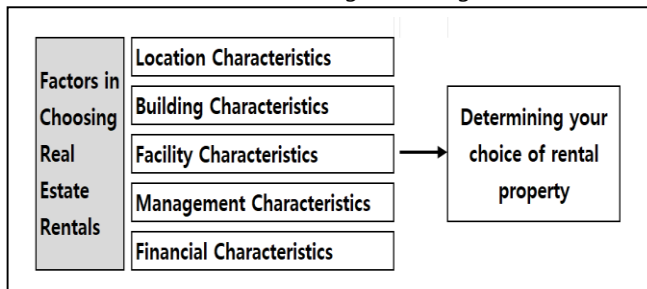 Factors in
Choosing
Real
Estate
Rentals
Location Characteristics
Building Characteristics
Facility Characteristics
Management Characteristics
Financial Characteristics
Determining your
choice of rental
property